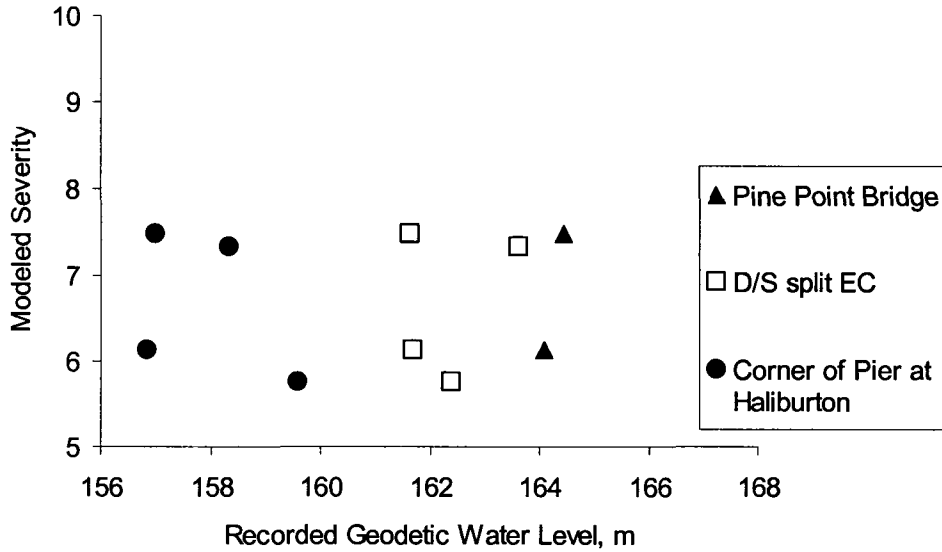 10
9
8
7
6
5
Modeled Severity
156 158 160 162 164 166 168
Recorded Geodetic Water Level, m
Pine Point Bridge
D/S split EC
Corner of Pier at
Haliburton